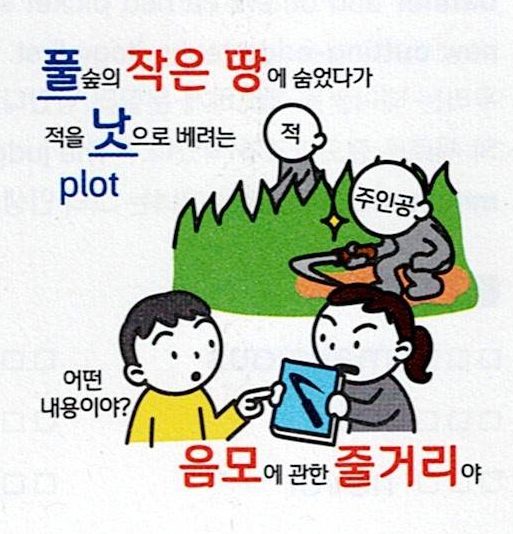 풀숲의 작은 땅에 숨었다가
적을 낫으로 베려는
plot
적
주인공
어떤
내용이야?
음모에 관한 줄거리야